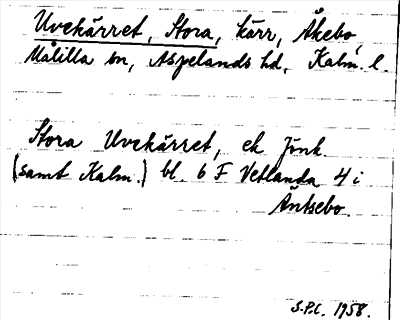 Uvekärret, Stora, kärr, Åkebo,
Målilla sn, Aspelands hd, Kalm. l.
Stora Uvekärret, ek Jönk.
(samt Kalm.) bl. 6 F Vetlanda 4 i
Äntsebo.
S.P.C. 1958.